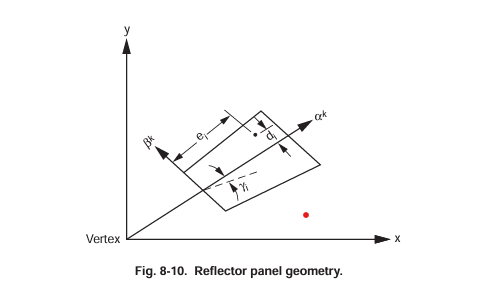 y
α^k
β^k
e_i
d_i
γ_i
Vertex
x
Fig. 8-10. Reflector panel geometry.